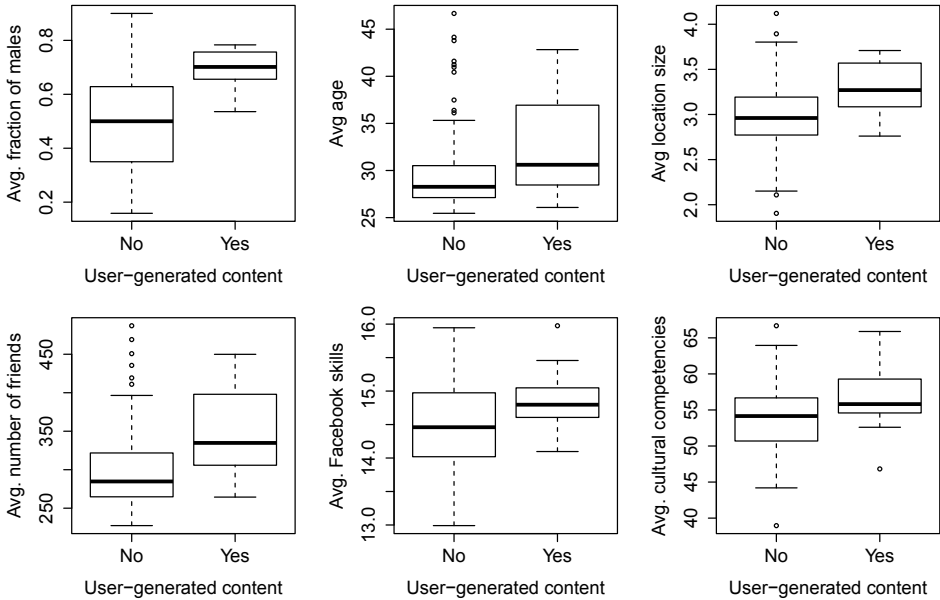 Avg. fraction of males
0.8
0.6
0.4
0.2
No Yes
User−generated content
Avg age
45
40
35
30
25
No Yes
User−generated content
Avg location size
4.0
3.5
3.0
2.5
2.0
No Yes
User−generated content
Avg. number of friends
450
350
250
No Yes
User−generated content
Avg. Facebook skills
16.0
15.0
14.0
13.0
No Yes
User−generated content
Avg. cultural competencies
65
60
55
50
45
40
No Yes
User−generated content